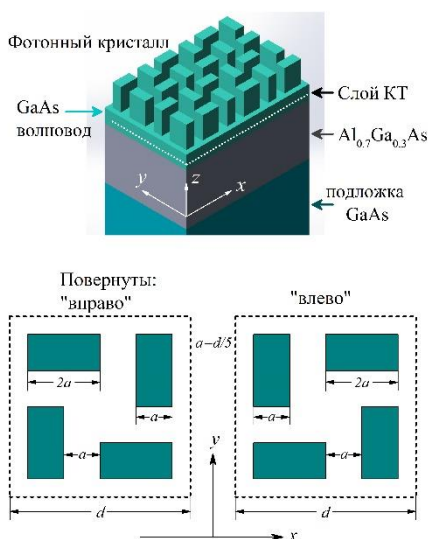 Фотонный кристалл
GaAs
волновод
Слой КТ
Al0.7Ga0.3As
подложка
GaAs
y
z
x
Повернуты:
"вправо"
"влево"
a=d/5
2a
a
a
2a
a
a
y
d
d
x